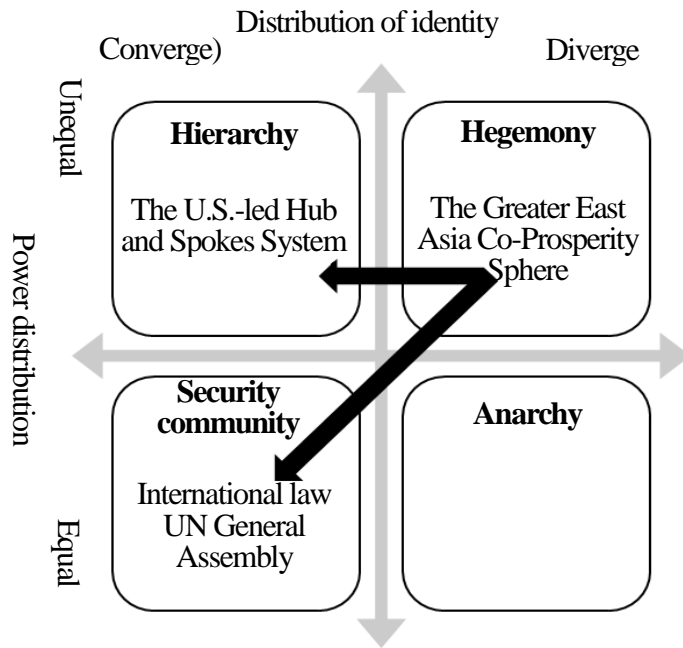 Distribution of identity
Converge)
Diverge
Unequal
Power distribution
Equal
Hierarchy
The U.S.-led Hub
and Spokes System
Hegemony
The Greater East
Asia Co-Prosperity
Sphere
Security
community
International law
UN General
Assembly
Anarchy